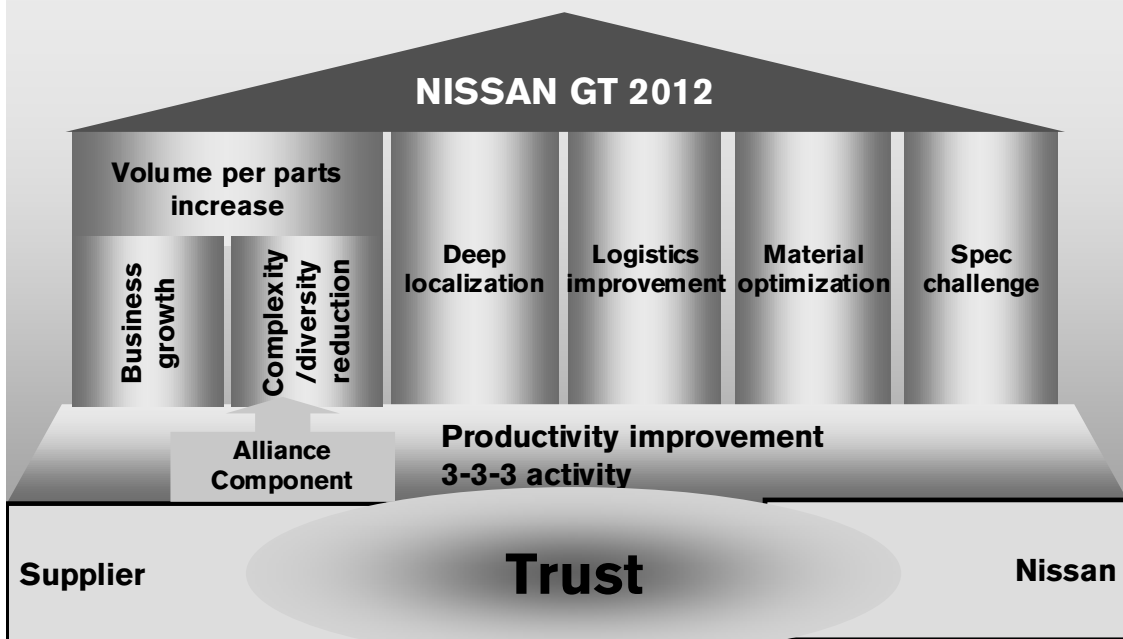 NISSAN GT 2012
Volume per parts
increase
Business
growth
Complexity
/diversity
reduction
Deep
localization
Logistics
improvement
Material
optimization
Spec
challenge
Alliance
Component
Productivity improvement
3-3-3 activity
Supplier
Trust
Nissan